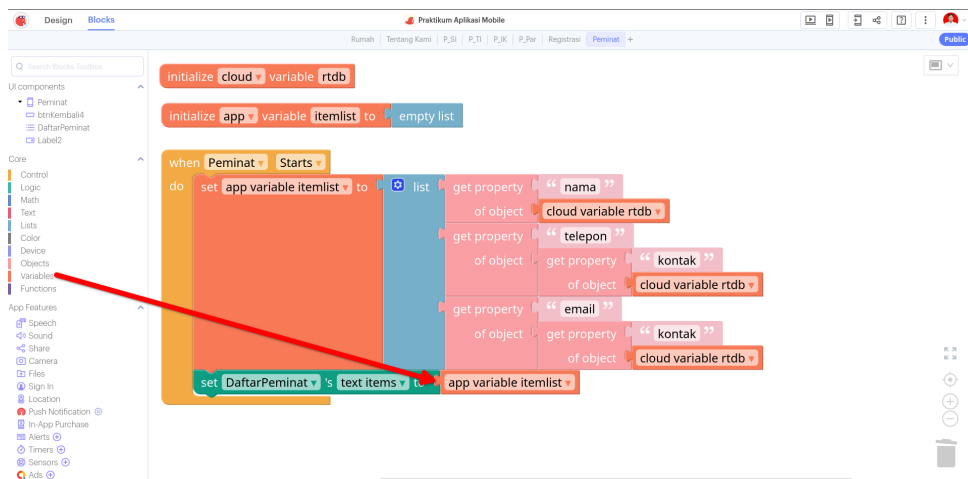 Design Blocks Praktikum Aplikasi Mobile
Rumah Tentang Kami P_SI P_TI P_IK P_Par Registrasi Peminat + Public
Search Blocks Toolbox
UI components
Peminat
btnKembali4
DaftarPeminat
Label2
Core
Control
Logic
Math
Text
Lists
Color
Device
Objects
Variables
Functions
App Features
Speech
Sound
Share
Camera
Files
Sign In
Location
Push Notification
In-App Purchase
Alerts
Timers
Sensors
Ads
initialize cloud variable rtdb
initialize app variable itemlist to empty list
when Peminat Starts
do set app variable itemlist to list get property “ nama ”
of object cloud variable rtdb
get property “ telepon ”
of object get property “ kontak ”
of object cloud variable rtdb
get property “ email ”
of object get property “ kontak ”
of object cloud variable rtdb
set DaftarPeminat 's text items to app variable itemlist